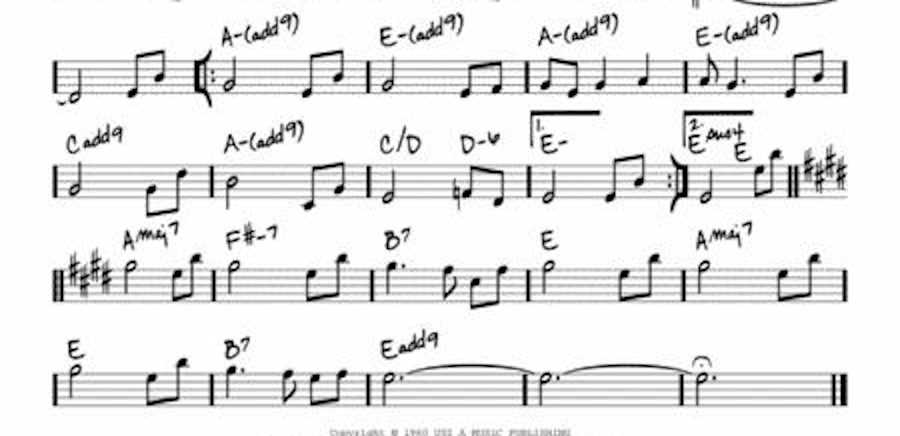 A-(add9) E-(add9) A-(add9) E-(add9)
Cadd9 A-(add9) C/D D-6 1. E- 2. Esus4 E
Amaj7 F#-7 B7 E Amaj7
E B7 Eadd9
Copyright © 1960 USI A MUSIC PUBLISHING